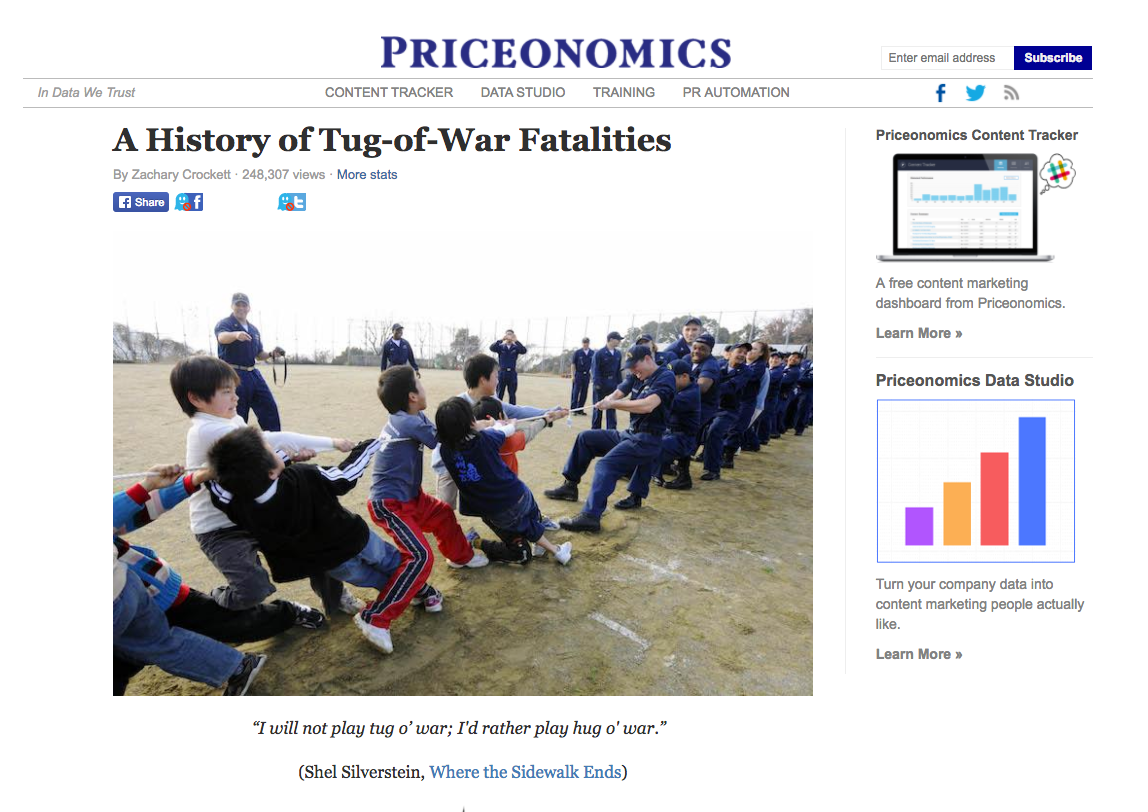 PRICEONOMICS
Enter email address Subscribe
In Data We Trust CONTENT TRACKER DATA STUDIO TRAINING PR AUTOMATION
A History of Tug-of-War Fatalities
By Zachary Crockett · 248,307 views · More stats
Share
“I will not play tug o’ war; I'd rather play hug o' war.”
(Shel Silverstein, Where the Sidewalk Ends)
Priceonomics Content Tracker
A free content marketing
dashboard from Priceonomics.
Learn More »
Priceonomics Data Studio
Turn your company data into
content marketing people actually
like.
Learn More »